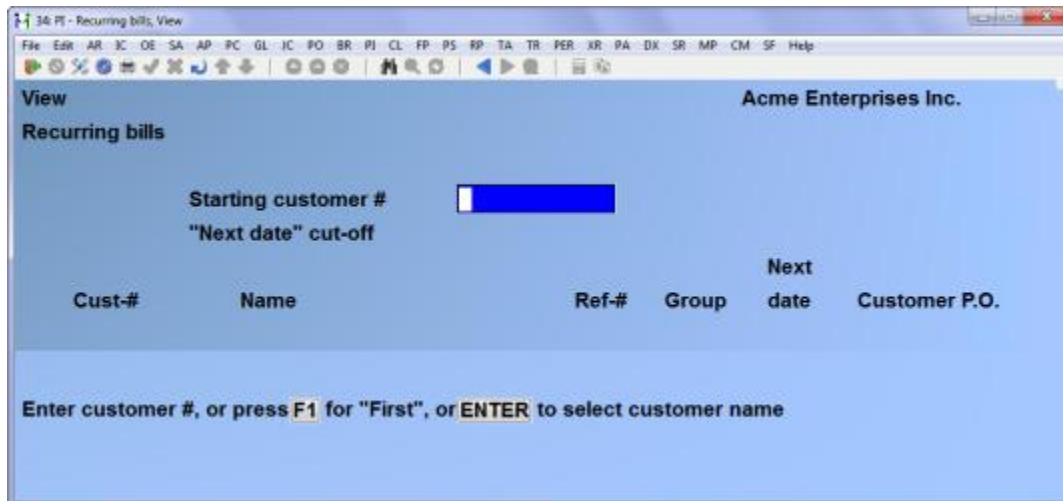 34: PI - Recurring bills, View
File Edit AR IC OE SA AP PC GL JC PO BR PJ CL FP PS RP TA TR PER XR PA DX SR MP CM SF Help
View Acme Enterprises Inc.
Recurring bills
Starting customer #
"Next date" cut-off
Next
Cust-# Name Ref-# Group date Customer P.O.
Enter customer #, or press F1 for "First", or ENTER to select customer name